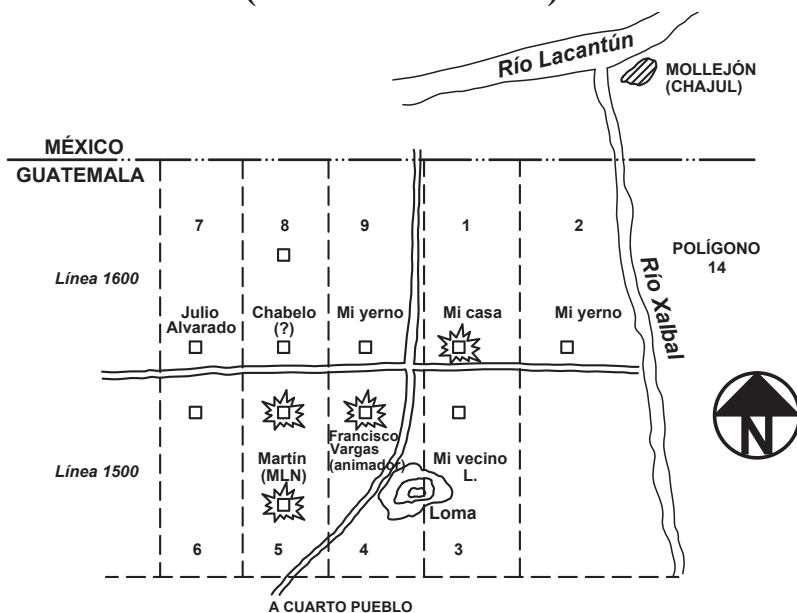 Río Lacantún
MOLLEJÓN
(CHAJUL)
MÉXICO
GUATEMALA
7
8
9
1
2
POLÍGONO
14
Línea 1600
Río Xalbal
Julio
Alvarado
Chabelo
(?)
Mi yerno
Mi casa
Mi yerno
N
Francisco
Vargas
(animador)
Línea 1500
Martín
(MLN)
Mi vecino
L.
Loma
6
5
4
3
A CUARTO PUEBLO